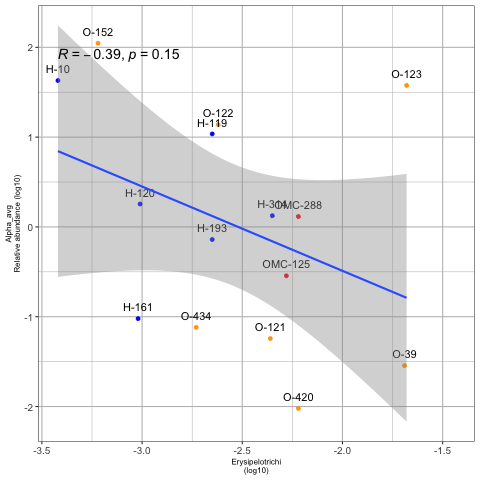 O-152
R = −0.39, p = 0.15
H-10
O-123
O-122
H-119
H-120
H-314
OMC-288
H-193
OMC-125
H-161
O-434
O-121
O-39
O-420
2
1
0
-1
-2
-3.5
-3.0
-2.5
-2.0
-1.5
Alpha_avg
Relative abundance (log10)
Erysipelotrichi
(log10)